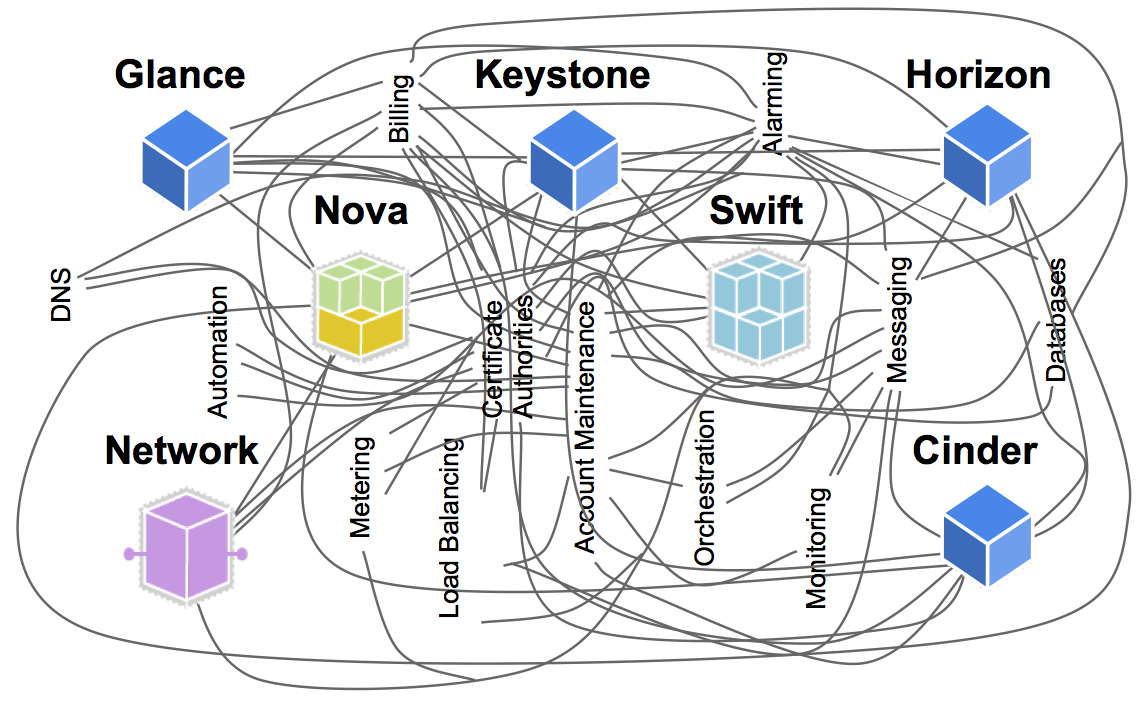 Glance
Keystone
Horizon
Billing
Alarming
Nova
Swift
DNS
Automation
Certificate
Authorities
Account Maintenance
Messaging
Databases
Network
Metering
Load Balancing
Orchestration
Monitoring
Cinder